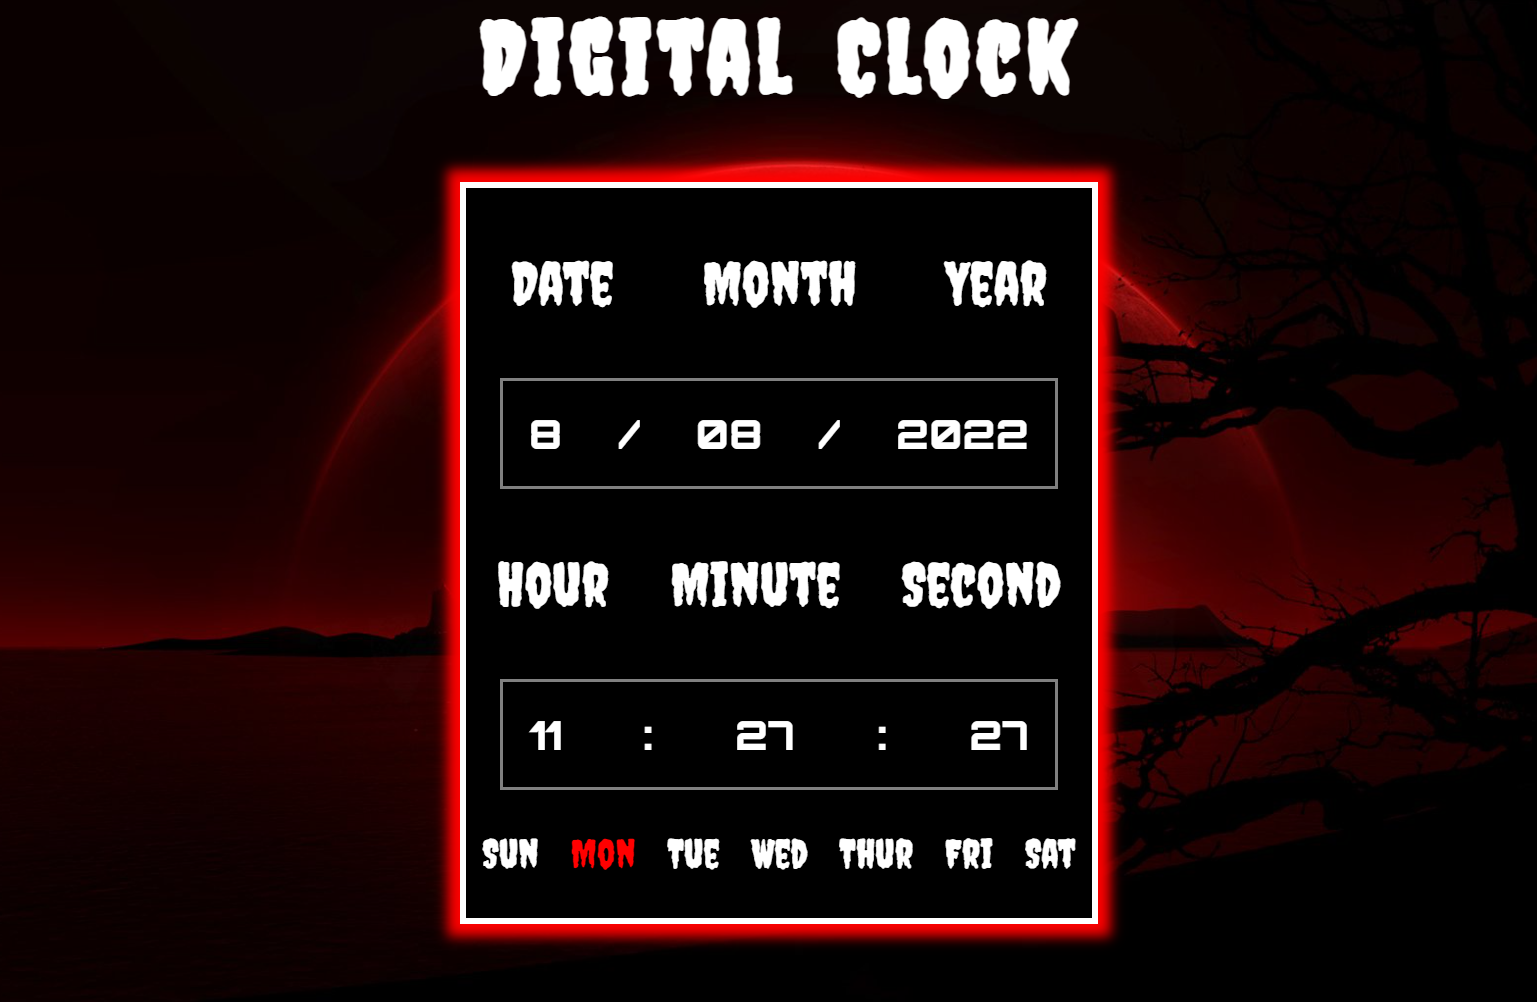 DIGITAL CLOCK
DATE MONTH YEAR
8 / 08 / 2022
HOUR MINUTE SECOND
11 : 27 : 27
SUN MON TUE WED THUR FRI SAT